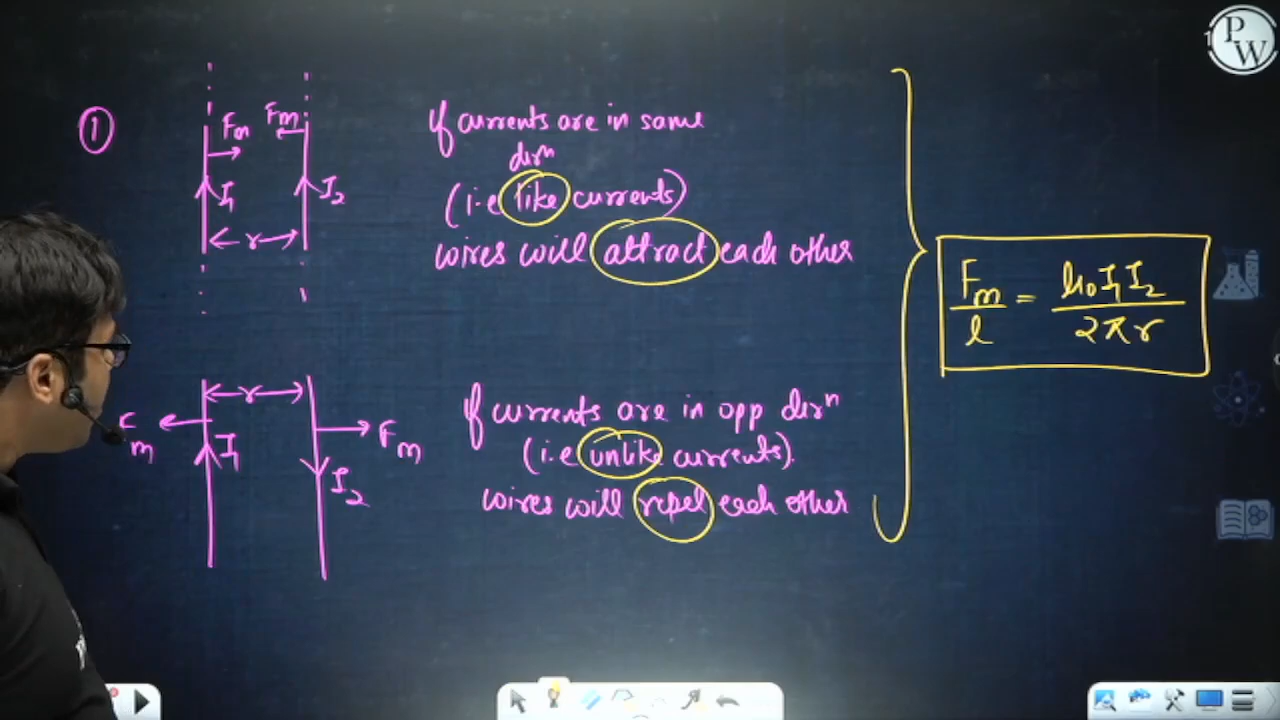 PW
①
Fm
Fm
I₁
I₂
r
If currents are in same
dirⁿ
(i.e like currents)
wires will attract each other
Fm/l = μ₀I₁I₂/2πr
r
Fm
I₁
Fm
I₂
If currents are in opp dirⁿ
(i.e unlike currents).
wires will repel each other